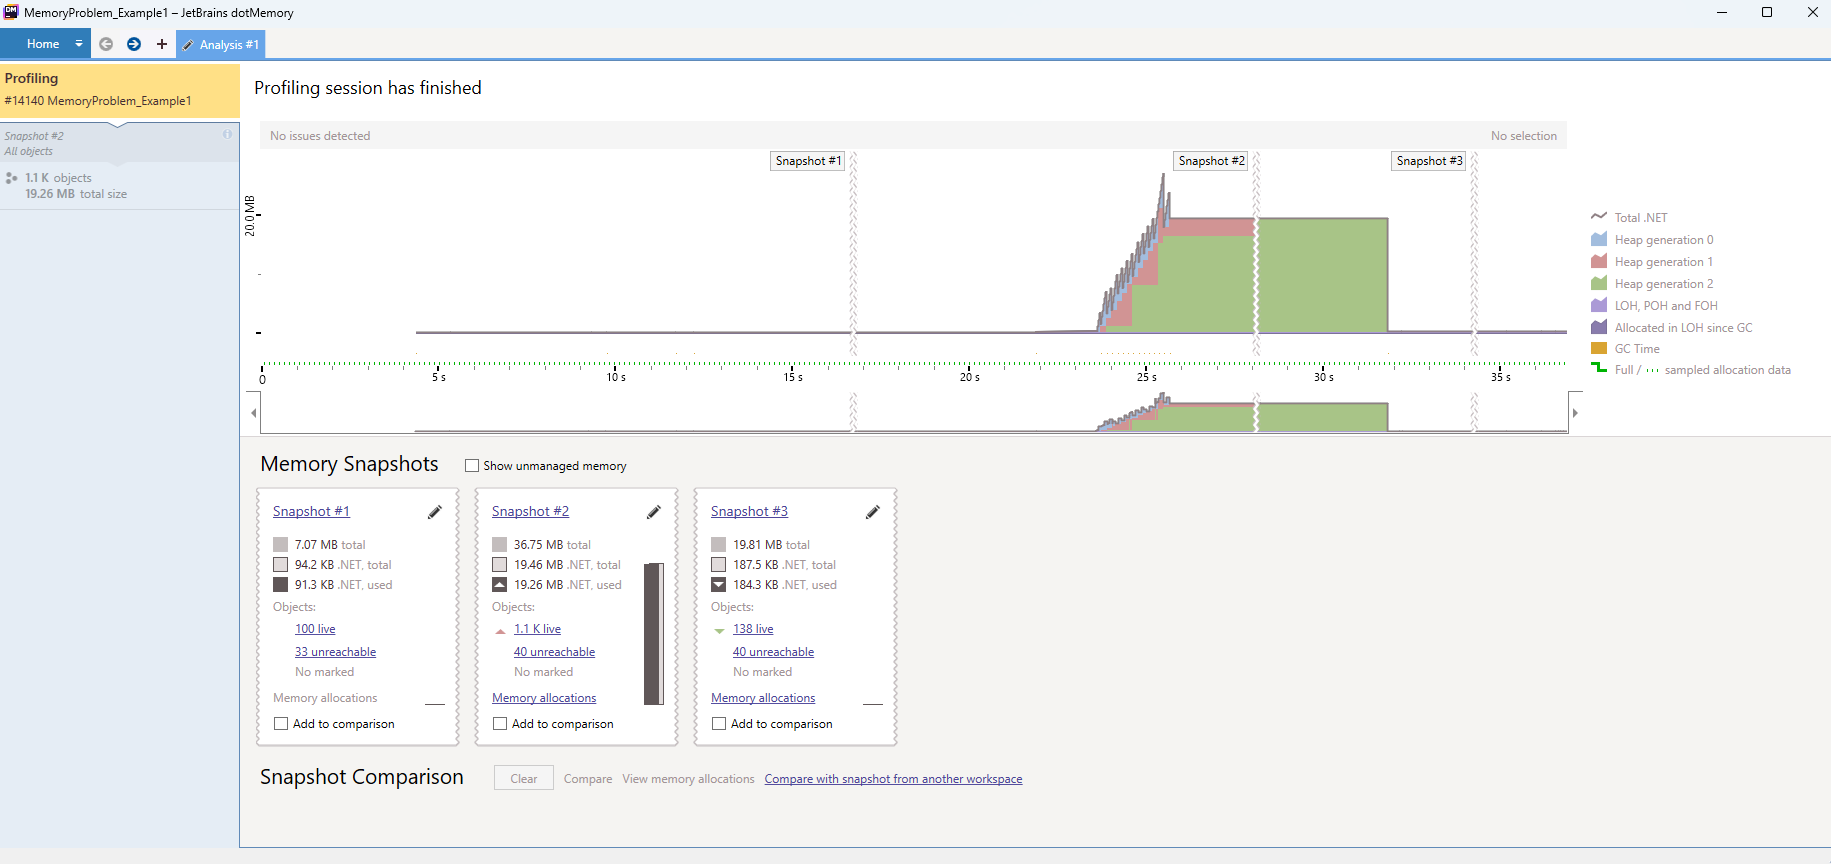 MemoryProblem_Example1 – JetBrains dotMemory
Home
Analysis #1
Profiling
#14140 MemoryProblem_Example1
Snapshot #2
All objects
1.1 K objects
19.26 MB total size
Profiling session has finished
No issues detected
No selection
Snapshot #1
Snapshot #2
Snapshot #3
20.0 MB
Total .NET
Heap generation 0
Heap generation 1
Heap generation 2
LOH, POH and FOH
Allocated in LOH since GC
GC Time
Full / sampled allocation data
0 5 s 10 s 15 s 20 s 25 s 30 s 35 s
Memory Snapshots
Show unmanaged memory
Snapshot #1
7.07 MB total
94.2 KB .NET, total
91.3 KB .NET, used
Objects:
100 live
33 unreachable
No marked
Memory allocations
Add to comparison
Snapshot #2
36.75 MB total
19.46 MB .NET, total
19.26 MB .NET, used
Objects:
1.1 K live
40 unreachable
No marked
Memory allocations
Add to comparison
Snapshot #3
19.81 MB total
187.5 KB .NET, total
184.3 KB .NET, used
Objects:
138 live
40 unreachable
No marked
Memory allocations
Add to comparison
Snapshot Comparison
Clear
Compare
View memory allocations
Compare with snapshot from another workspace